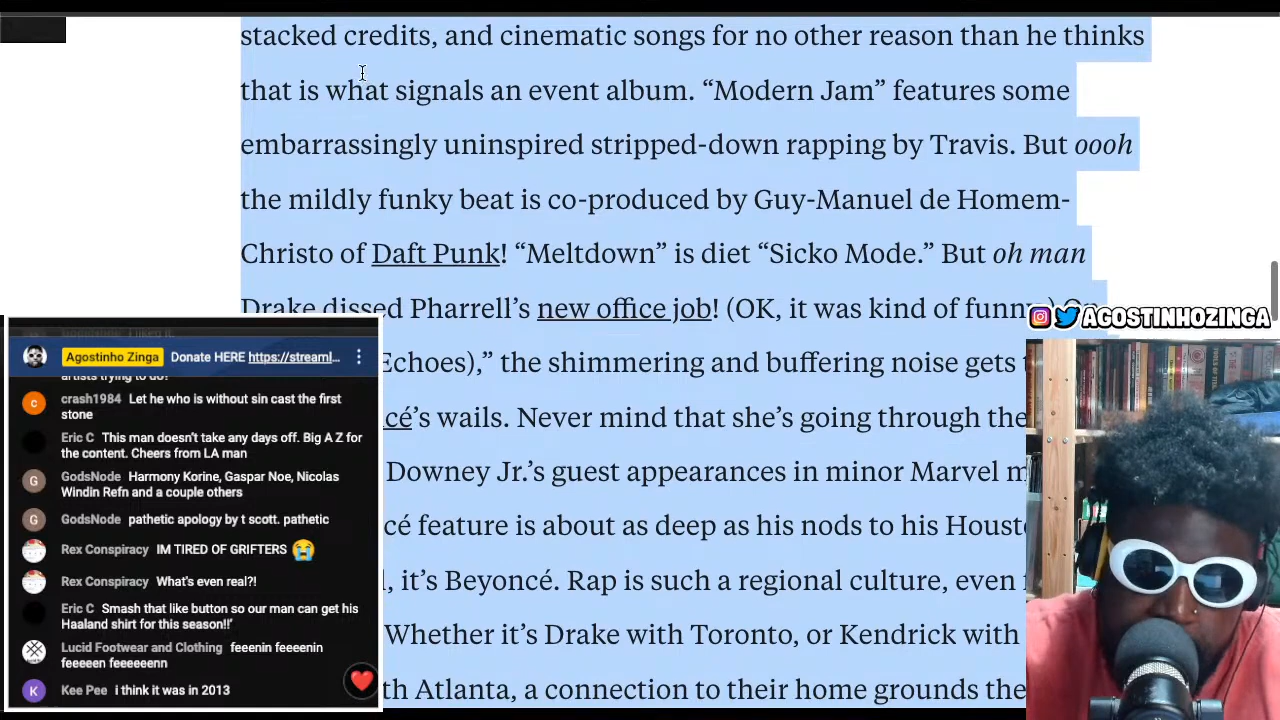 stacked credits, and cinematic songs for no other reason than he thinks
that is what signals an event album. “Modern Jam” features some
embarrassingly uninspired stripped-down rapping by Travis. But oooh
the mildly funky beat is co-produced by Guy-Manuel de Homem-
Christo of Daft Punk! “Meltdown” is diet “Sicko Mode.” But oh man
Drake dissed Pharrell’s new office job! (OK, it was kind of funny.) On
Echoes),” the shimmering and buffering noise gets
cé’s wails. Never mind that she’s going through the
Downey Jr.’s guest appearances in minor Marvel
cé feature is about as deep as his nods to his
it’s Beyoncé. Rap is such a regional culture, even
Whether it’s Drake with Toronto, or Kendrick with
Atlanta, a connection to their home grounds
AGOSTINHOZINGA
GodsNode I liked it.
Agostinho Zinga Donate HERE https://streaml...
artists trying to do?
crash1984 Let he who is without sin cast the first
stone
Eric C This man doesn’t take any days off. Big A Z for
the content. Cheers from LA man
GodsNode Harmony Korine, Gaspar Noe, Nicolas
Windin Refn and a couple others
GodsNode pathetic apology by t scott. pathetic
Rex Conspiracy IM TIRED OF GRIFTERS 😭
Rex Conspiracy What's even real?!
Eric C Smash that like button so our man can get his
Haaland shirt for this season!!’
Lucid Footwear and Clothing feeenin feeeenin
feeeeen feeeeeenn
Kee Pee i think it was in 2013